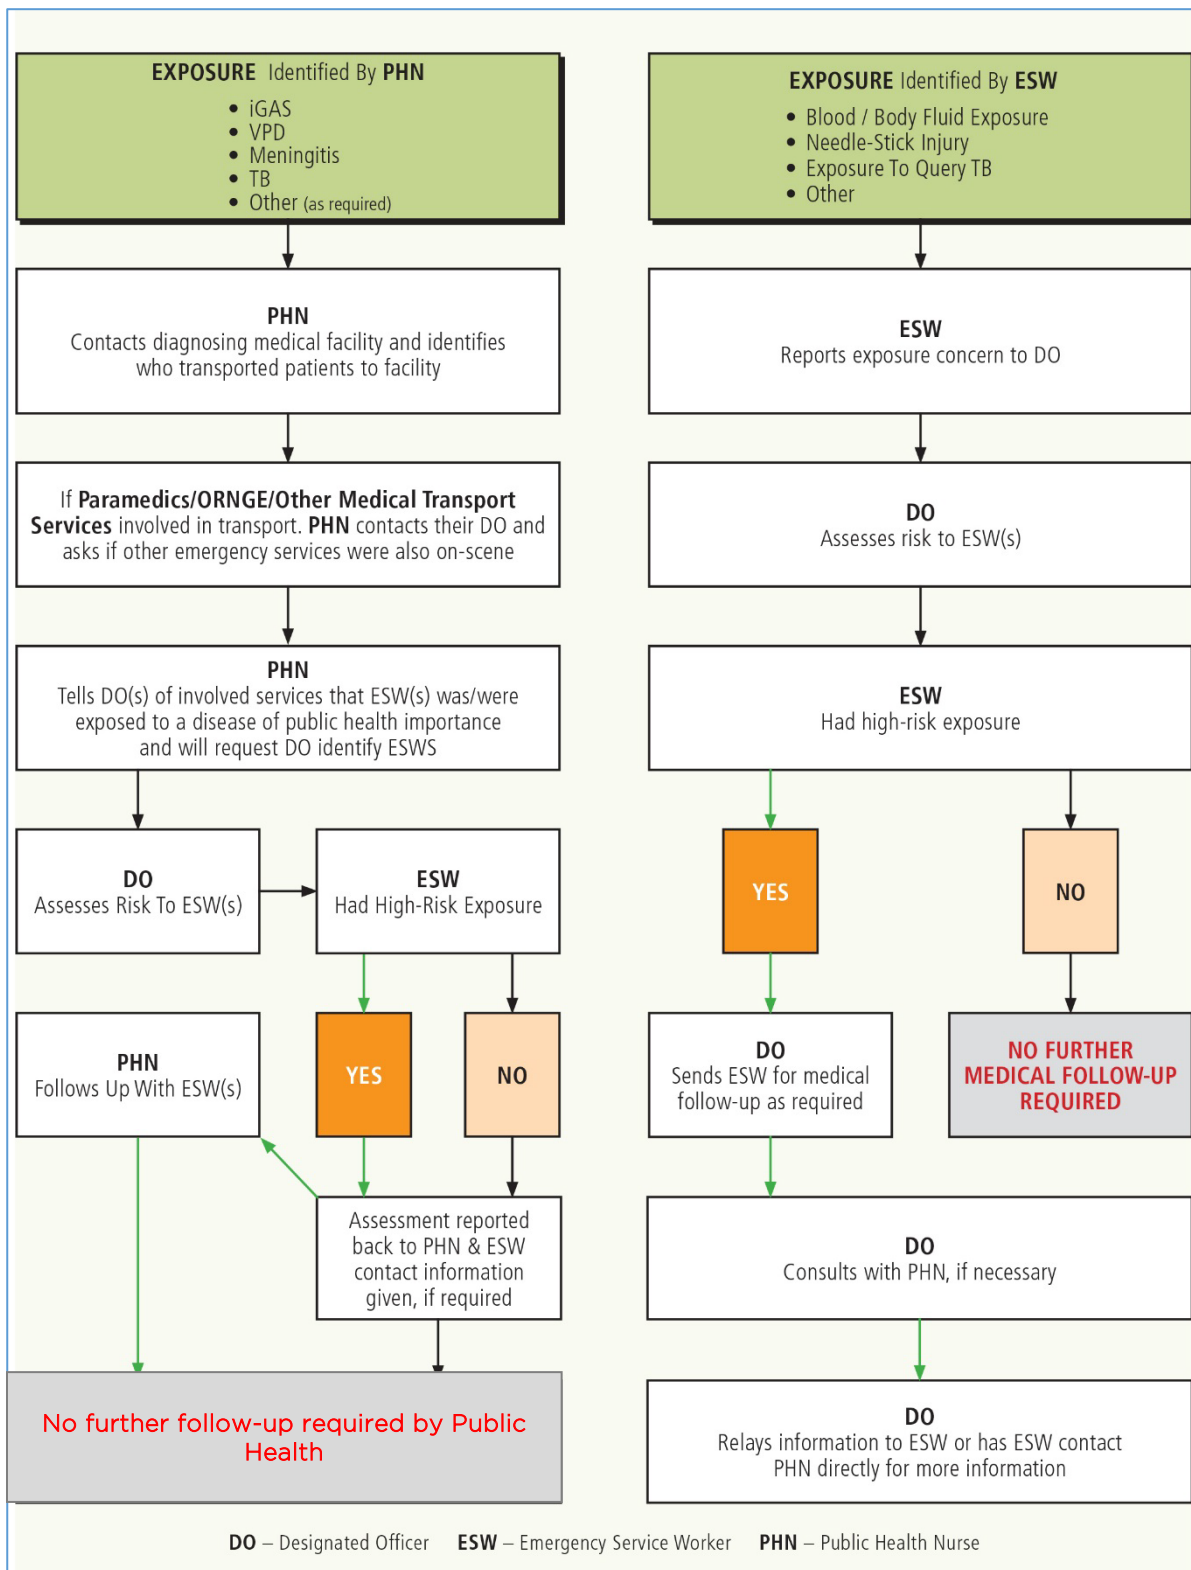 EXPOSURE Identified By PHN
• iGAS
• VPD
• Meningitis
• TB
• Other (as required)
PHN
Contacts diagnosing medical facility and identifies
who transported patients to facility
If Paramedics/ORNGE/Other Medical Transport
Services involved in transport. PHN contacts their DO and
asks if other emergency services were also on-scene
PHN
Tells DO(s) of involved services that ESW(s) was/were
exposed to a disease of public health importance
and will request DO identify ESWS
DO
Assesses Risk To ESW(s)
ESW
Had High-Risk Exposure
PHN
Follows Up With ESW(s)
YES
NO
Assessment reported
back to PHN & ESW
contact information
given, if required
No further follow-up required by Public
Health
EXPOSURE Identified By ESW
• Blood / Body Fluid Exposure
• Needle-Stick Injury
• Exposure To Query TB
• Other
ESW
Reports exposure concern to DO
DO
Assesses risk to ESW(s)
ESW
Had high-risk exposure
YES
NO
DO
Sends ESW for medical
follow-up as required
NO FURTHER
MEDICAL FOLLOW-UP
REQUIRED
DO
Consults with PHN, if necessary
DO
Relays information to ESW or has ESW contact
PHN directly for more information
DO – Designated Officer ESW – Emergency Service Worker PHN – Public Health Nurse